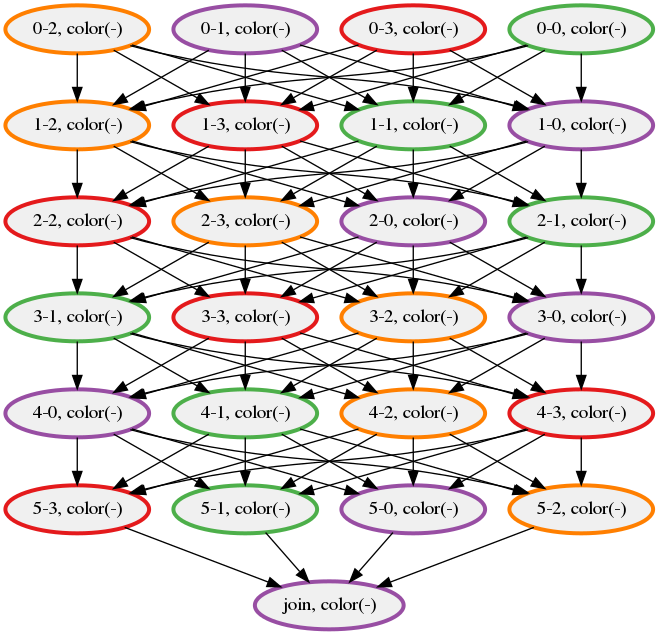 0-2, color(-)
0-1, color(-)
0-3, color(-)
0-0, color(-)
1-2, color(-)
1-3, color(-)
1-1, color(-)
1-0, color(-)
2-2, color(-)
2-3, color(-)
2-0, color(-)
2-1, color(-)
3-1, color(-)
3-3, color(-)
3-2, color(-)
3-0, color(-)
4-0, color(-)
4-1, color(-)
4-2, color(-)
4-3, color(-)
5-3, color(-)
5-1, color(-)
5-0, color(-)
5-2, color(-)
join, color(-)